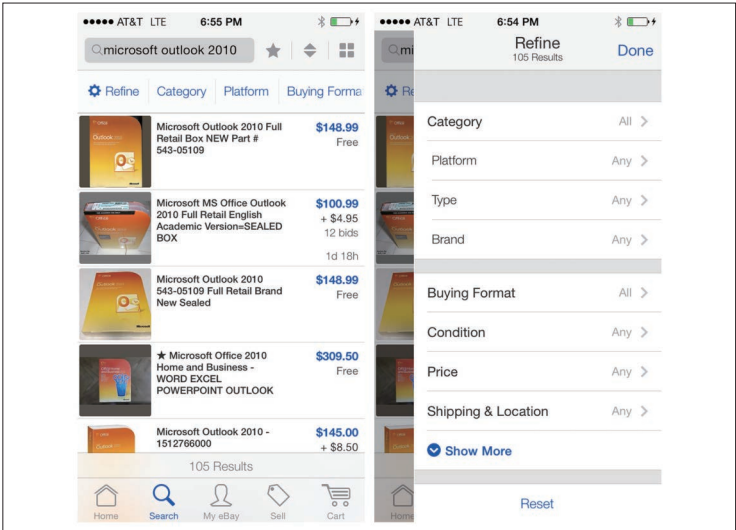 AT&T LTE 6:55 PM
microsoft outlook 2010
Refine Category Platform Buying Forma
Microsoft Outlook 2010 Full
Retail Box NEW Part #
543-05109
$148.99
Free
Microsoft MS Office Outlook
2010 Full Retail English
Academic Version=SEALED
BOX
$100.99
+ $4.95
12 bids
1d 18h
Microsoft Outlook 2010
543-05109 Full Retail Brand
New Sealed
$148.99
Free
★ Microsoft Office 2010
Home and Business -
WORD EXCEL
POWERPOINT OUTLOOK
$309.50
Free
Microsoft Outlook 2010 -
1512766000
$145.00
+ $8.50
105 Results
Home Search My eBay Sell Cart
AT&T LTE 6:54 PM
mi
Re
Home
Refine
105 Results
Done
Category All
Platform Any
Type Any
Brand Any
Buying Format All
Condition Any
Price Any
Shipping & Location Any
Show More
Reset